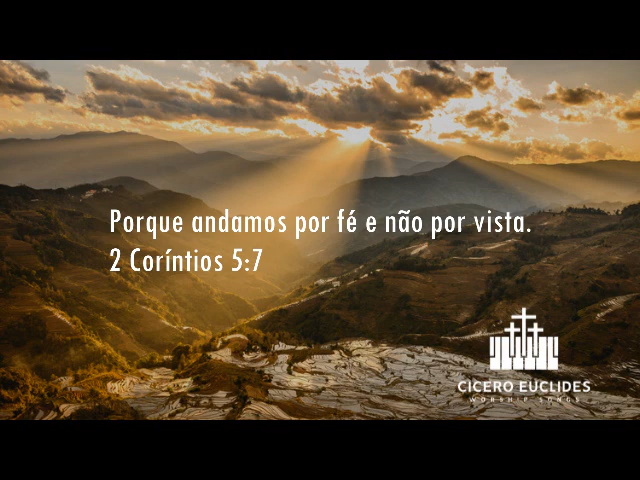 Porque andamos por fé e não por vista.
2 Coríntios 5:7
CICERO EUCLIDES
WORSHIP SONGS